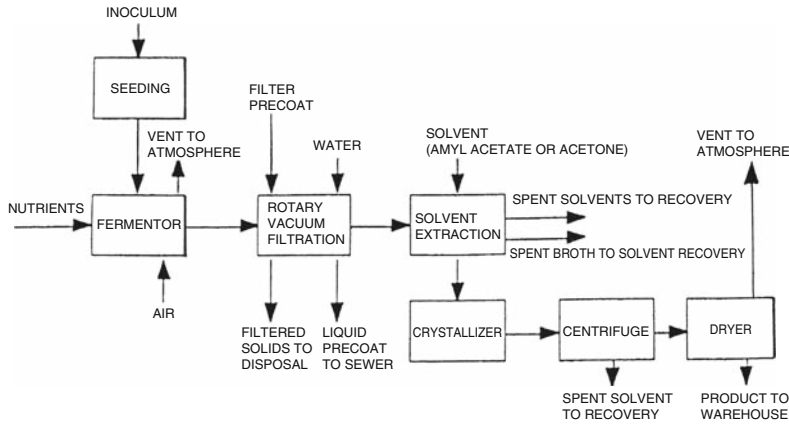 INOCULUM
SEEDING
FILTER
PRECOAT
VENT TO
ATMOSPHERE
WATER
SOLVENT
(AMYL ACETATE OR ACETONE)
VENT TO
ATMOSPHERE
NUTRIENTS
FERMENTOR
ROTARY
VACUUM
FILTRATION
SOLVENT
EXTRACTION
SPENT SOLVENTS TO RECOVERY
SPENT BROTH TO SOLVENT RECOVERY
AIR
FILTERED
SOLIDS TO
DISPOSAL
LIQUID
PRECOAT
TO SEWER
CRYSTALLIZER
CENTRIFUGE
DRYER
SPENT SOLVENT
TO RECOVERY
PRODUCT TO
WAREHOUSE